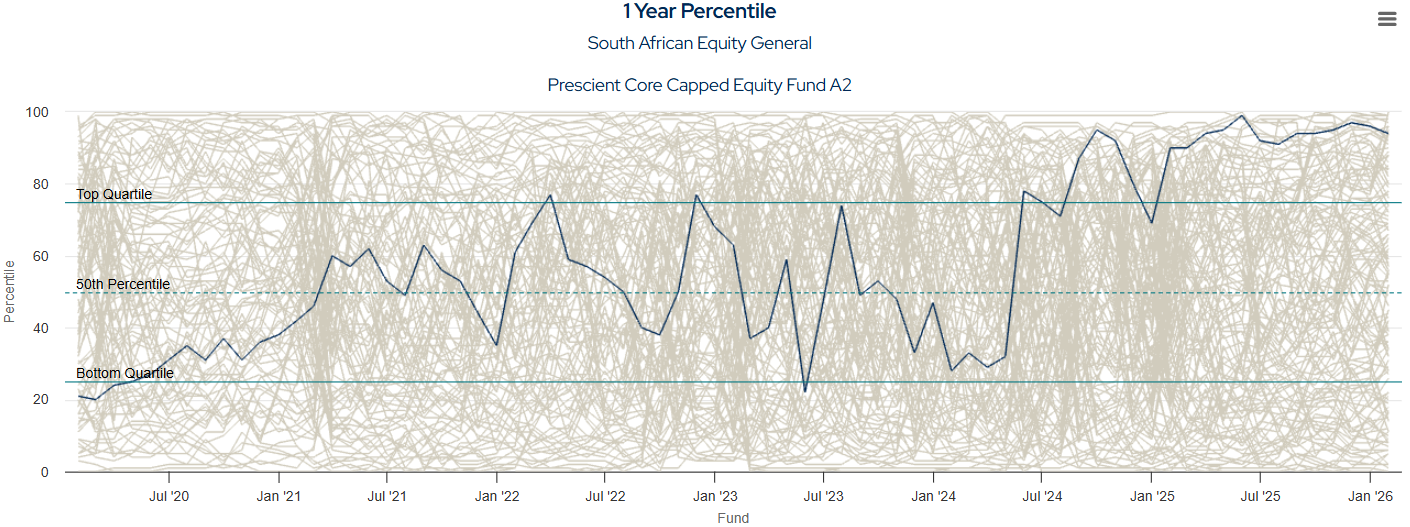 1 Year Percentile
South African Equity General
Prescient Core Capped Equity Fund A2
100
80
60
40
20
0
Percentile
Top Quartile
50th Percentile
Bottom Quartile
Jul '20
Jan '21
Jul '21
Jan '22
Jul '22
Jan '23
Jul '23
Jan '24
Jul '24
Jan '25
Jul '25
Jan '26
Fund